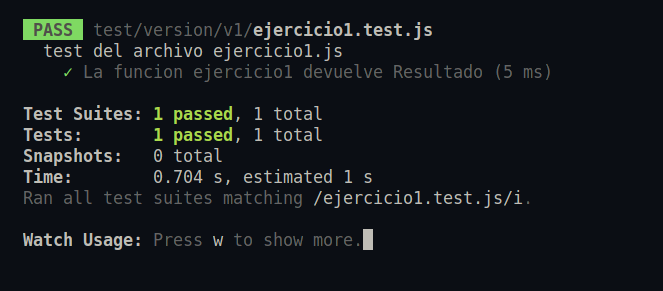 PASS test/version/v1/ejercicio1.test.js
test del archivo ejercicio1.js
✓ La funcion ejercicio1 devuelve Resultado (5 ms)
Test Suites: 1 passed, 1 total
Tests: 1 passed, 1 total
Snapshots: 0 total
Time: 0.704 s, estimated 1 s
Ran all test suites matching /ejercicio1.test.js/i.
Watch Usage: Press w to show more.